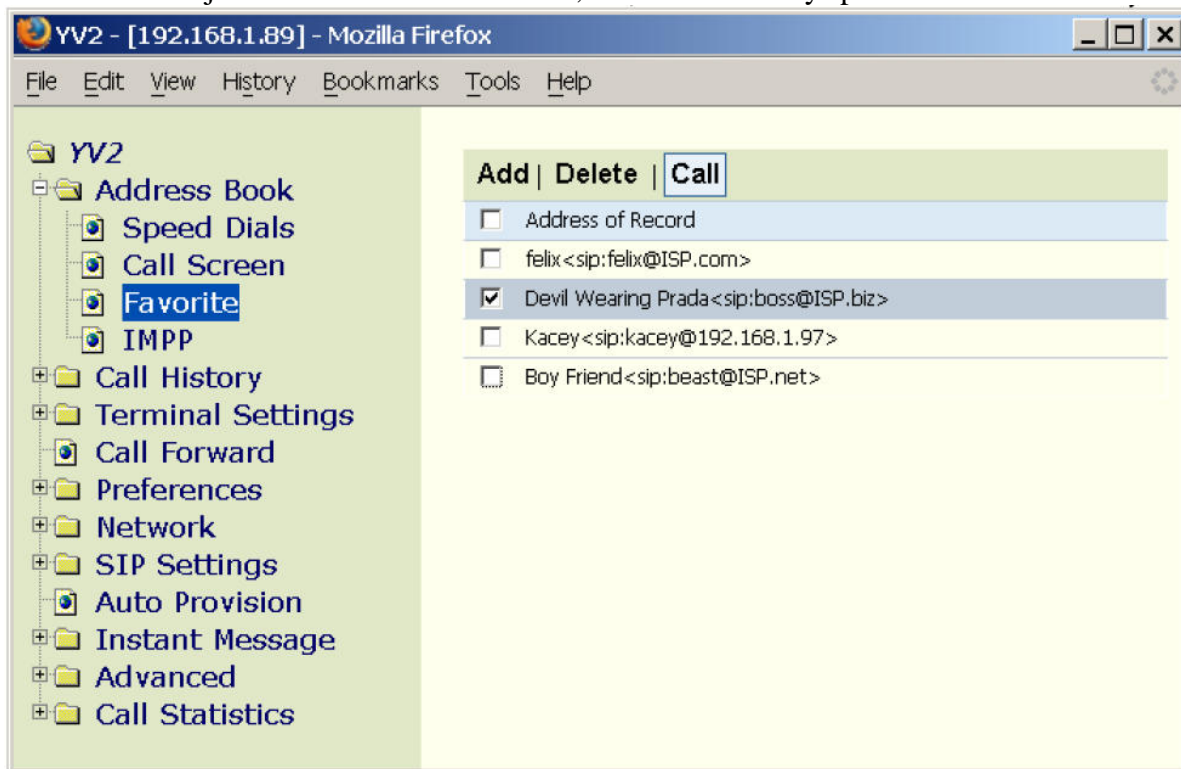 YV2 - [192.168.1.89] - Mozilla Firefox
File Edit View History Bookmarks Tools Help
YV2
Address Book
Speed Dials
Call Screen
Favorite
IMPP
Call History
Terminal Settings
Call Forward
Preferences
Network
SIP Settings
Auto Provision
Instant Message
Advanced
Call Statistics
Add | Delete | Call
Address of Record
felix<sip:felix@ISP.com>
Devil Wearing Prada<sip:boss@ISP.biz>
Kacey<sip:kacey@192.168.1.97>
Boy Friend<sip:beast@ISP.net>